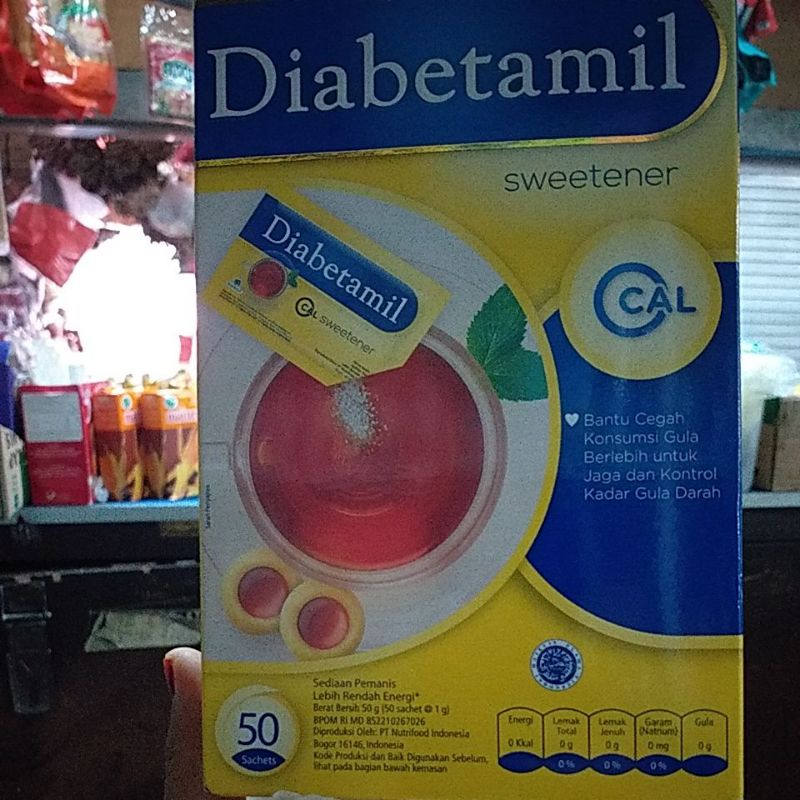 Diabetamil
sweetener
Diabetamil
CAL sweetener
CAL
Bantu Cegah
Konsumsi Gula
Berlebih untuk
Jaga dan Kontrol
Kadar Gula Darah
50
Sachets
Sediaan Pemanis
Lebih Rendah Energi*
Berat Bersih 50 g (50 sachet @ 1 g)
BPOM RI MD 852210267026
Diproduksi Oleh: PT Nutrifood Indonesia
Bogor 16146, Indonesia
Kode Produksi dan Baik Digunakan Sebelum,
lihat pada bagian bawah kemasan
Energi
0 Kkal
Lemak
Total
0 g
0 %
Lemak
Jenuh
0 g
0 %
Garam
(Natrium)
0 mg
0 %
Gula
0 g